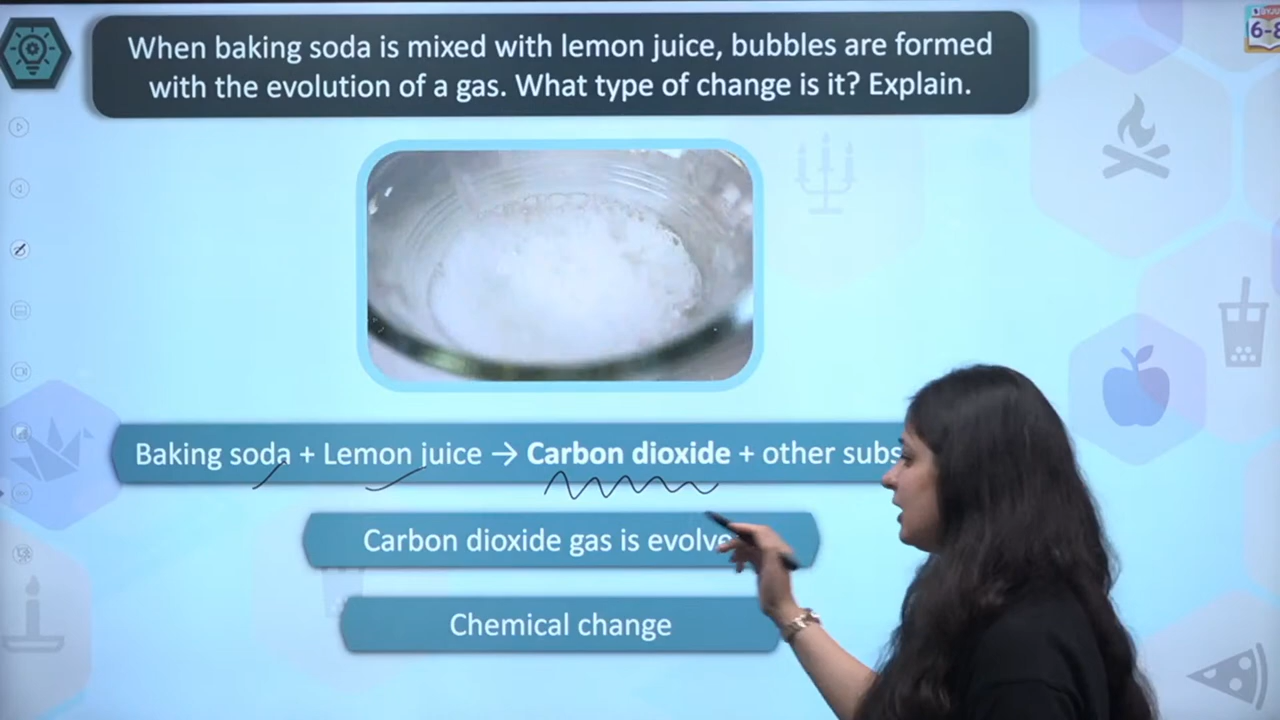 When baking soda is mixed with lemon juice, bubbles are formed
with the evolution of a gas. What type of change is it? Explain.
6-8
Baking soda + Lemon juice → Carbon dioxide + other subs
Carbon dioxide gas is evolve
Chemical change